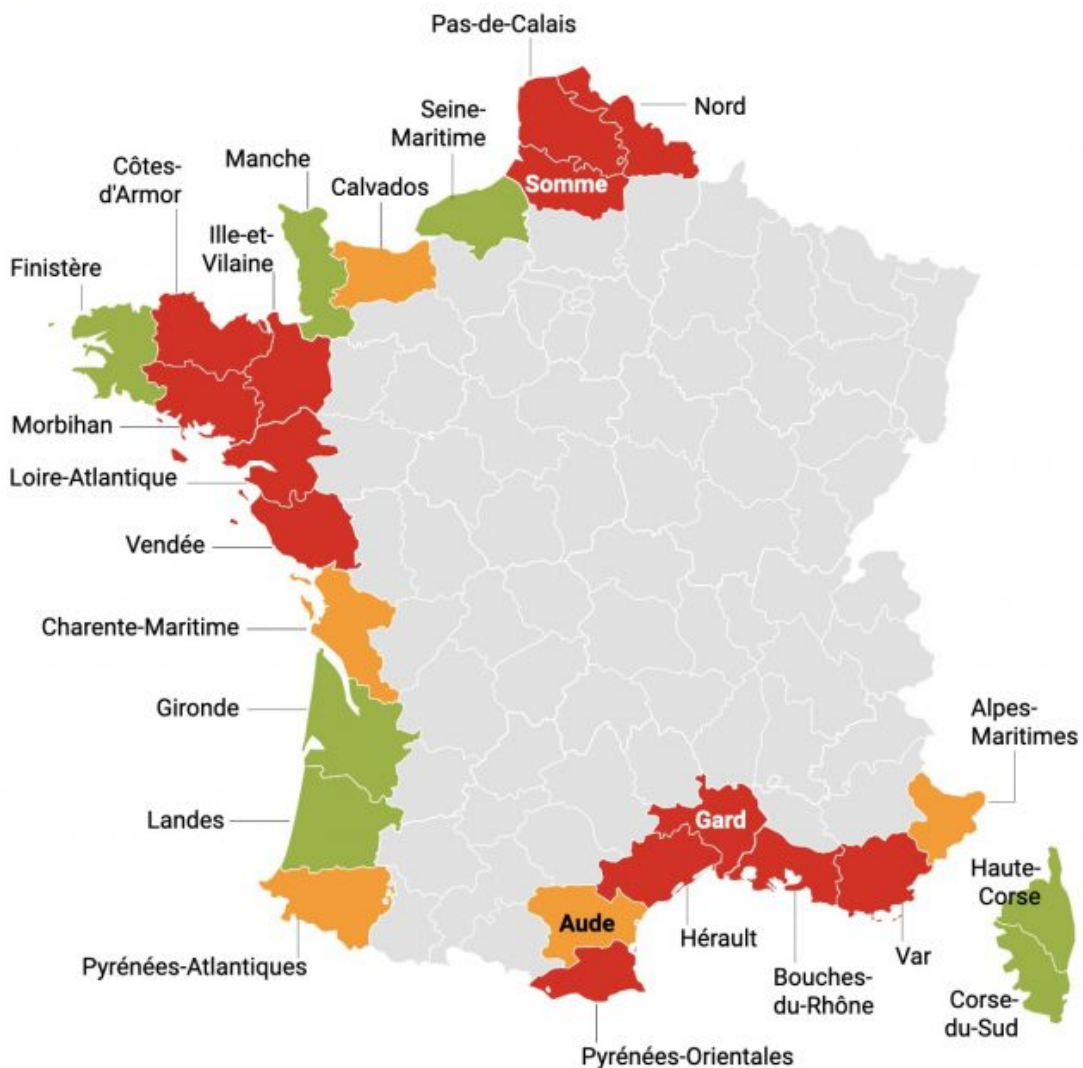 Pas-de-Calais
Nord
Seine-
Maritime
Somme
Manche
Calvados
Côtes-
d'Armor
Ille-et-
Vilaine
Finistère
Morbihan
Loire-Atlantique
Vendée
Charente-Maritime
Gironde
Landes
Pyrénées-Atlantiques
Alpes-
Maritimes
Gard
Haute-
Corse
Aude
Hérault
Var
Bouches-
du-Rhône
Corse-
du-Sud
Pyrénées-Orientales